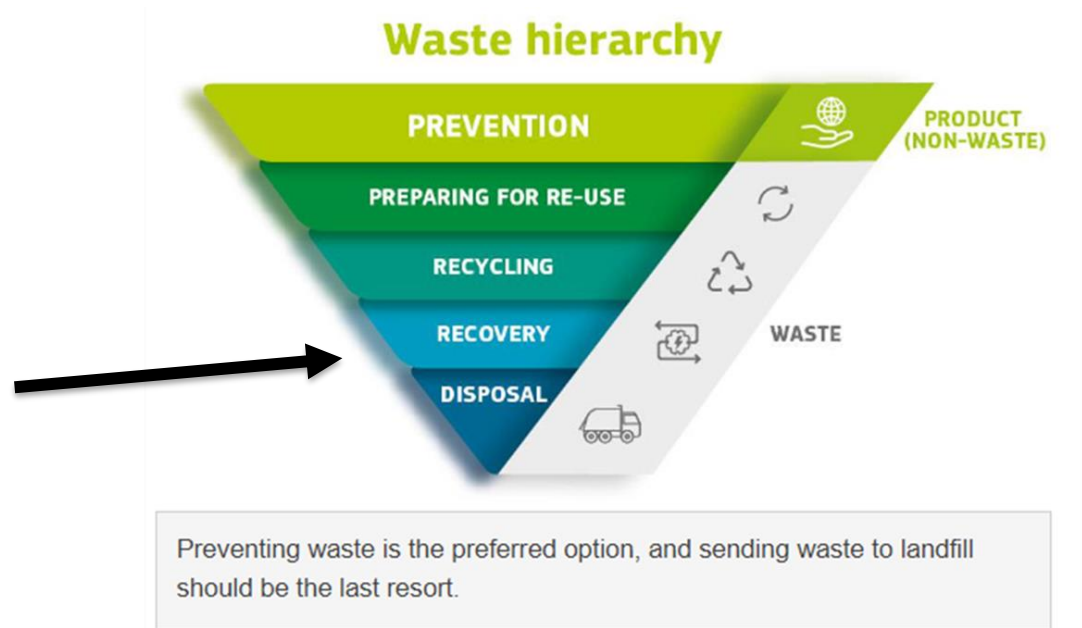 Waste hierarchy
PREVENTION
PRODUCT
(NON-WASTE)
PREPARING FOR RE-USE
RECYCLING
RECOVERY
WASTE
DISPOSAL
Preventing waste is the preferred option, and sending waste to landfill
should be the last resort.